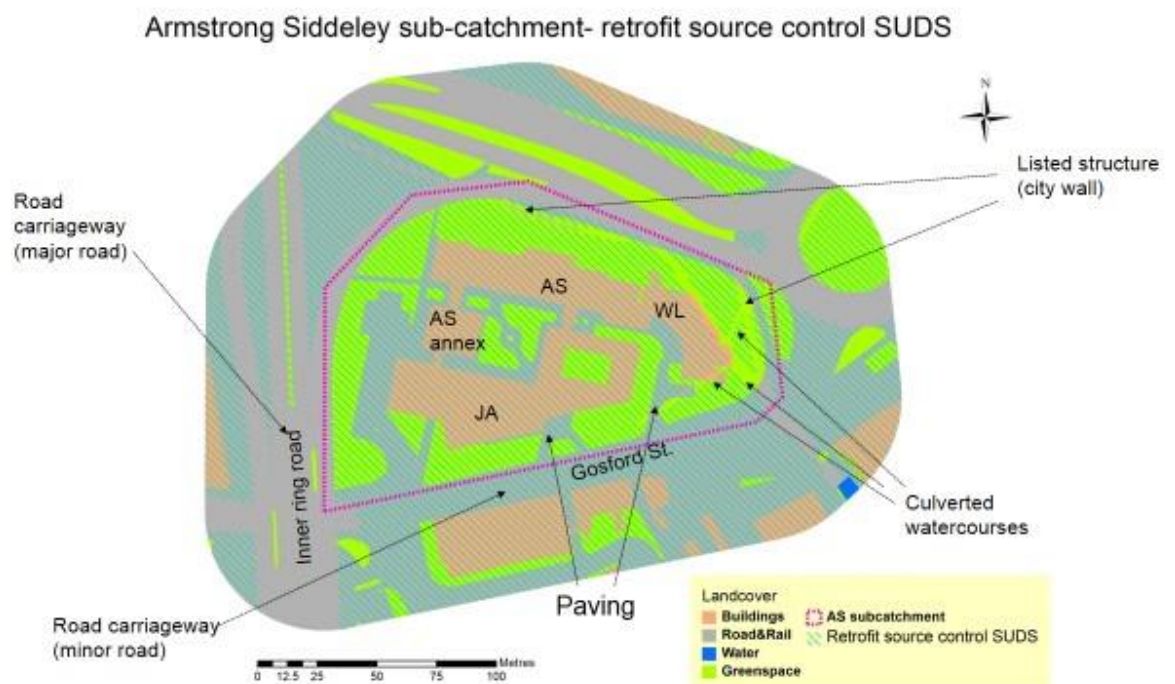 Armstrong Siddeley sub-catchment- retrofit source control SUDS
N
Listed structure
(city wall)
Road
carriageway
(major road)
AS
WL
AS
annex
JA
Gosford St.
Inner ring road
Culverted
watercourses
Paving
Road carriageway
(minor road)
Landcover
Buildings
Road&Rail
Water
Greenspace
AS subcatchment
Retrofit source control SUDS
Metres
0 12.5 25 50 75 100